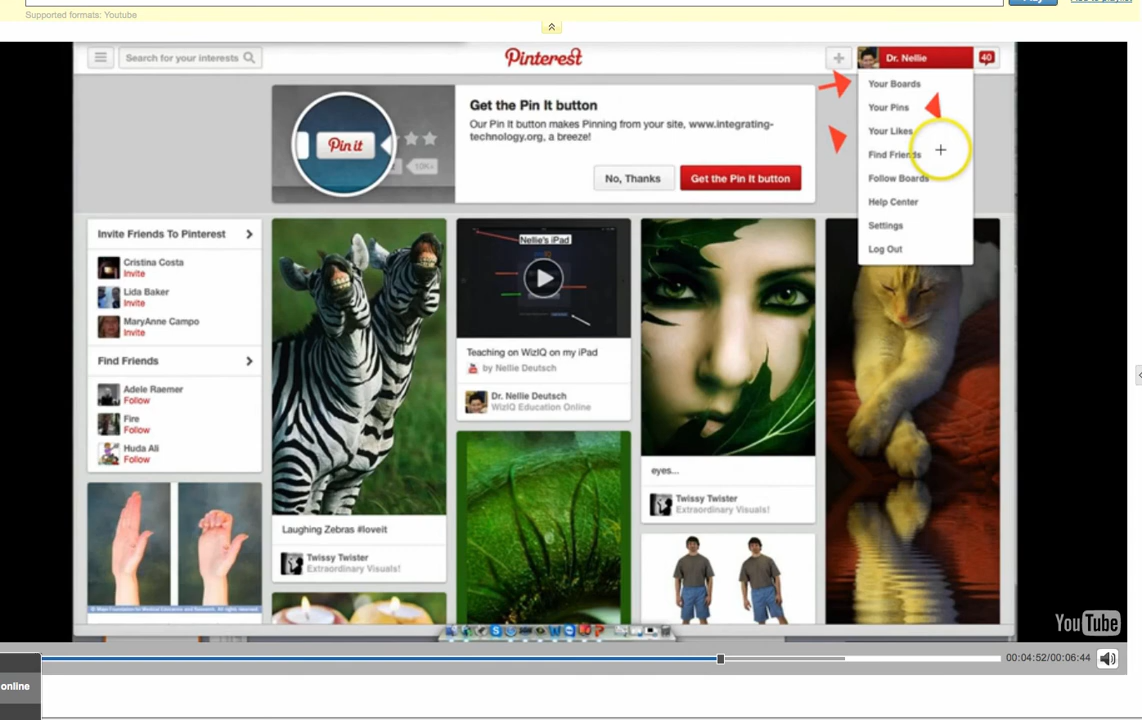 Supported formats: Youtube
Search for your interests
Pinterest
Dr. Nellie
40
Get the Pin It button
Our Pin It button makes Pinning from your site, www.integrating-
technology.org, a breeze!
Pin it
10K+
No, Thanks
Get the Pin It button
Your Boards
Your Pins
Your Likes
Find Friends
Follow Boards
Help Center
Settings
Log Out
Invite Friends To Pinterest
Cristina Costa
Invite
Lida Baker
Invite
MaryAnne Campo
Invite
Find Friends
Adele Raemer
Follow
Fire
Follow
Huda Ali
Follow
Laughing Zebras #loveit
Twissy Twister
Extraordinary Visuals!
Nellie's iPad
Teaching on WizIQ on my iPad
by Nellie Deutsch
Dr. Nellie Deutsch
WizIQ Education Online
eyes...
Twissy Twister
Extraordinary Visuals!
YouTube
00:04:52/00:06:44
online